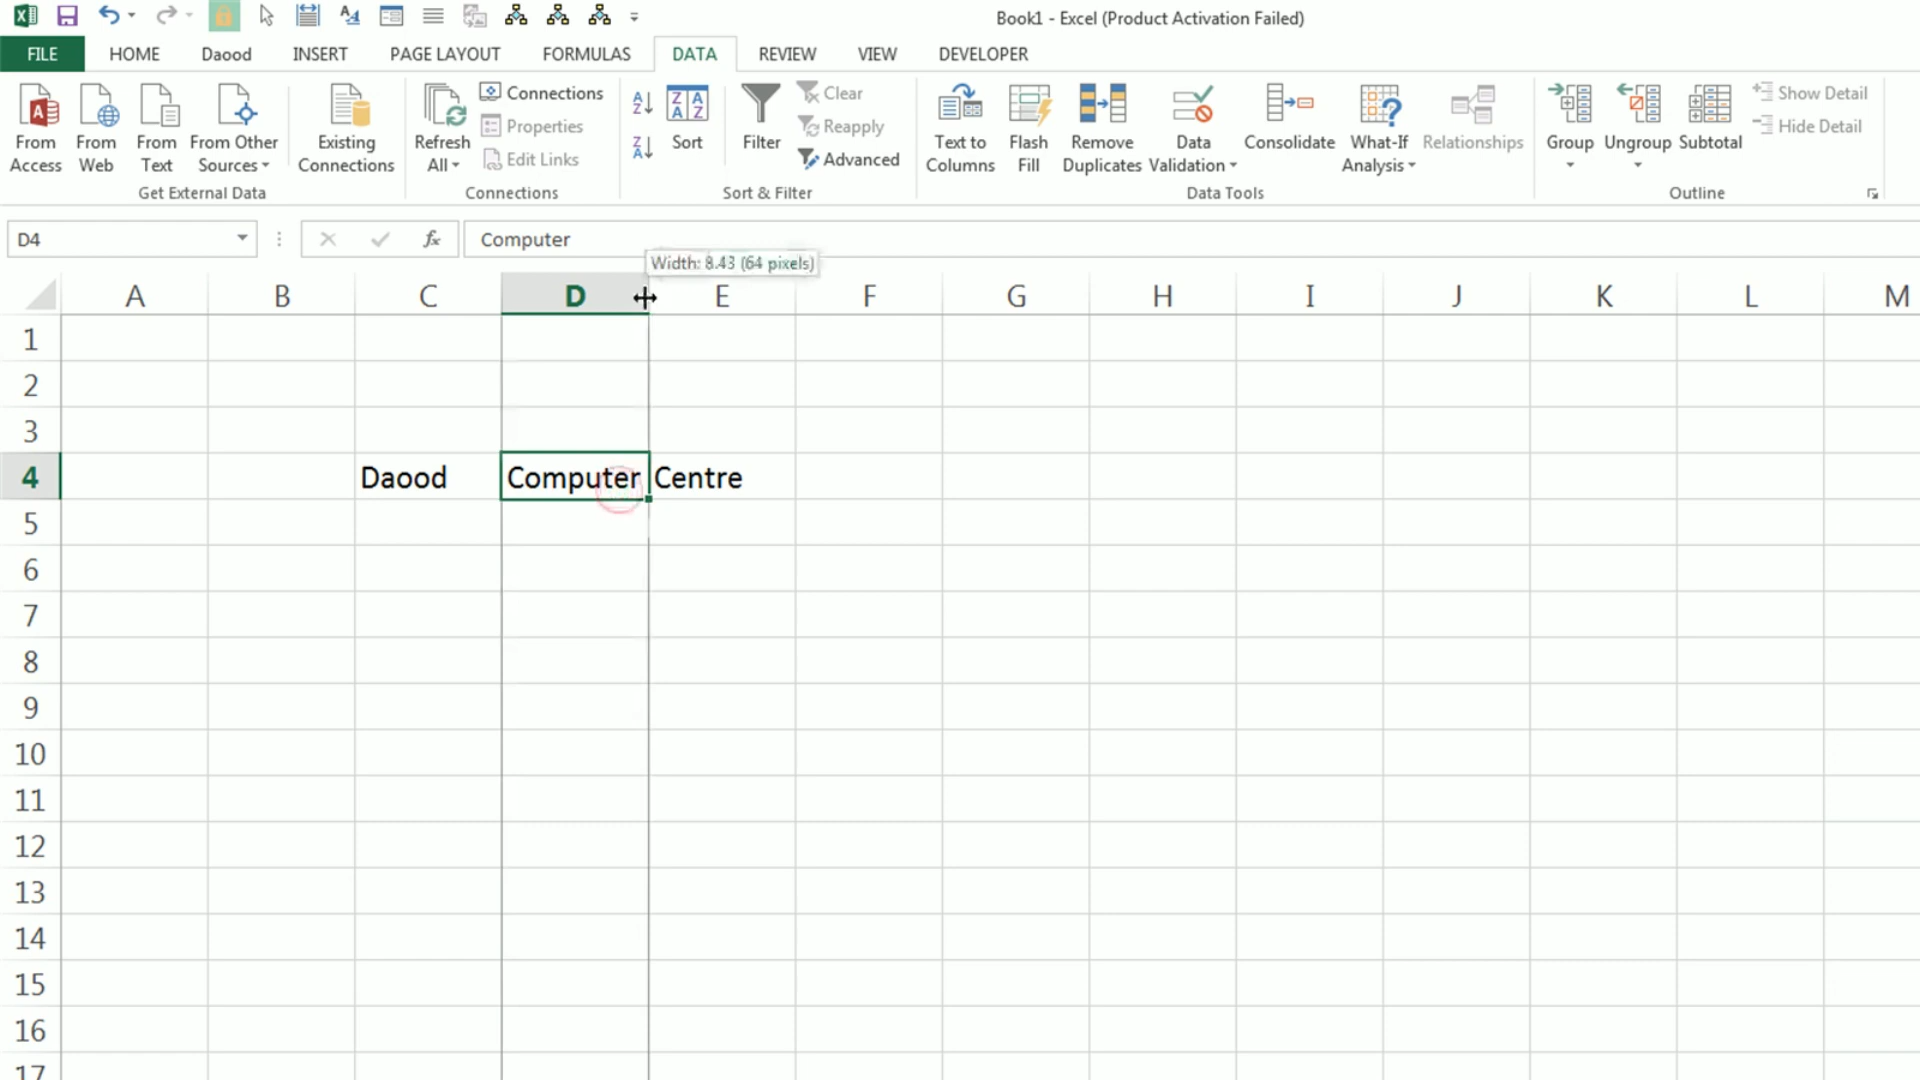 Book1 - Excel (Product Activation Failed)
FILE HOME Daood INSERT PAGE LAYOUT FORMULAS DATA REVIEW VIEW DEVELOPER
From Access
From Web
From Text
From Other Sources
Get External Data
Existing Connections
Refresh All
Connections
Properties
Edit Links
Connections
Sort
Filter
Clear
Reapply
Advanced
Sort & Filter
Text to Columns
Flash Fill
Remove Duplicates
Data Validation
Consolidate
What-If Analysis
Relationships
Data Tools
Group
Ungroup
Subtotal
Show Detail
Hide Detail
Outline
D4 fx Computer
Width: 8.43 (64 pixels)
A B C D E F G H I J K L M
1
2
3
4 Daood Computer Centre
5
6
7
8
9
10
11
12
13
14
15
16
17